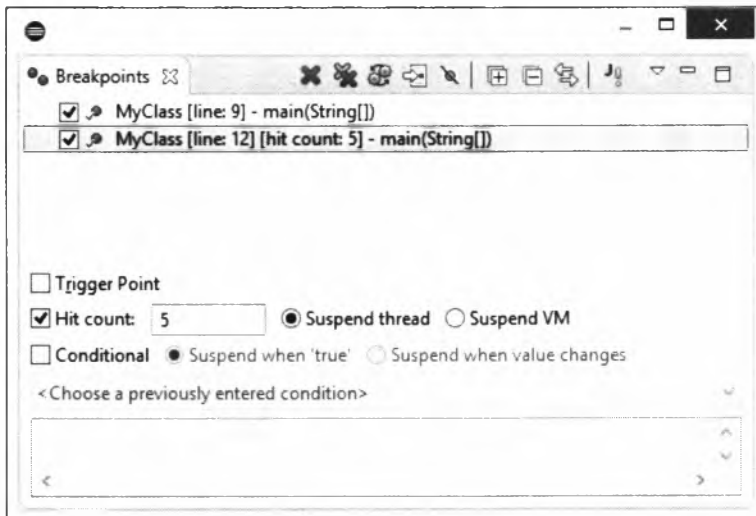 Breakpoints
MyClass [line: 9] - main(String[])
MyClass [line: 12] [hit count: 5] - main(String[])
Trigger Point
Hit count: 5 Suspend thread Suspend VM
Conditional Suspend when 'true' Suspend when value changes
<Choose a previously entered condition>